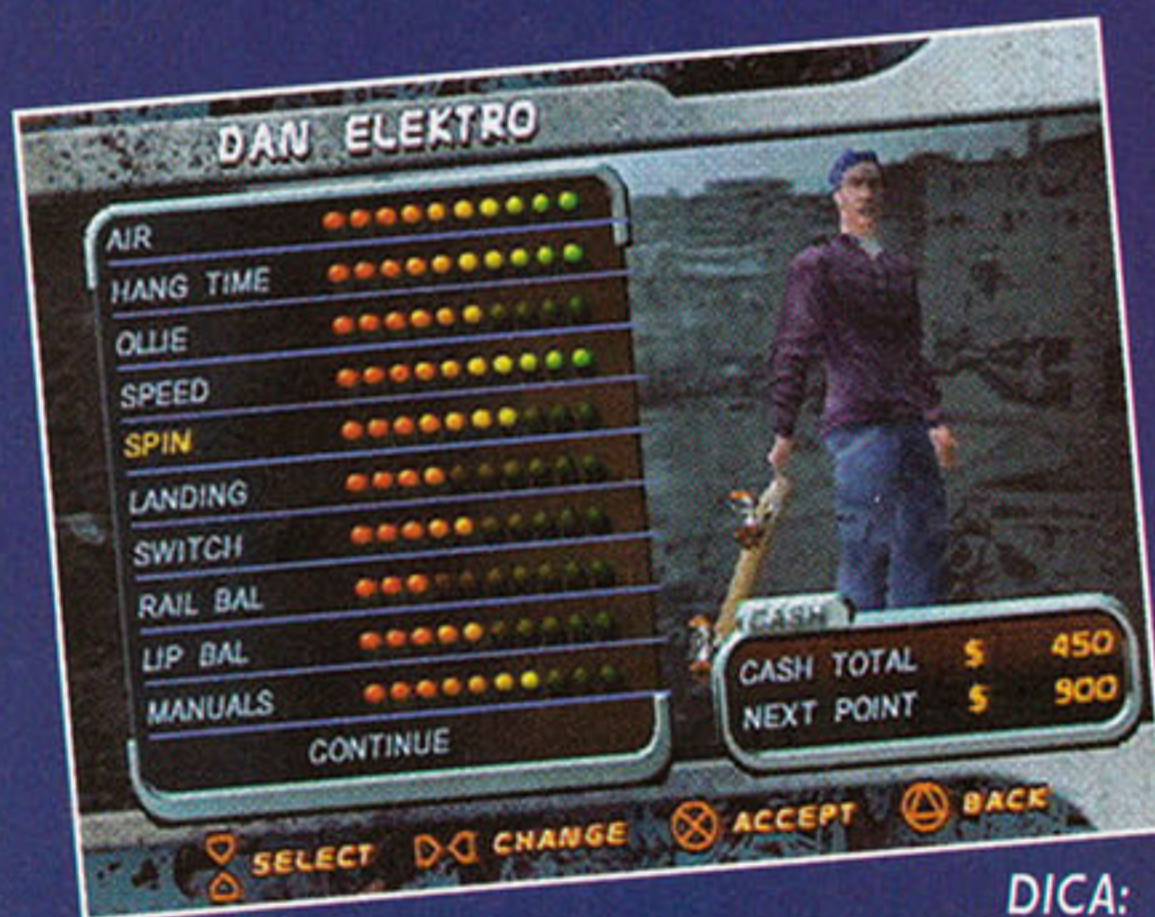 DAN ELEKTRO
AIR
HANG TIME
OLLIE
SPEED
SPIN
LANDING
SWITCH
RAIL BAL
LIP BAL
MANUALS
CONTINUE
CASH
CASH TOTAL $ 450
NEXT POINT $ 900
SELECT CHANGE ACCEPT BACK
DICA: